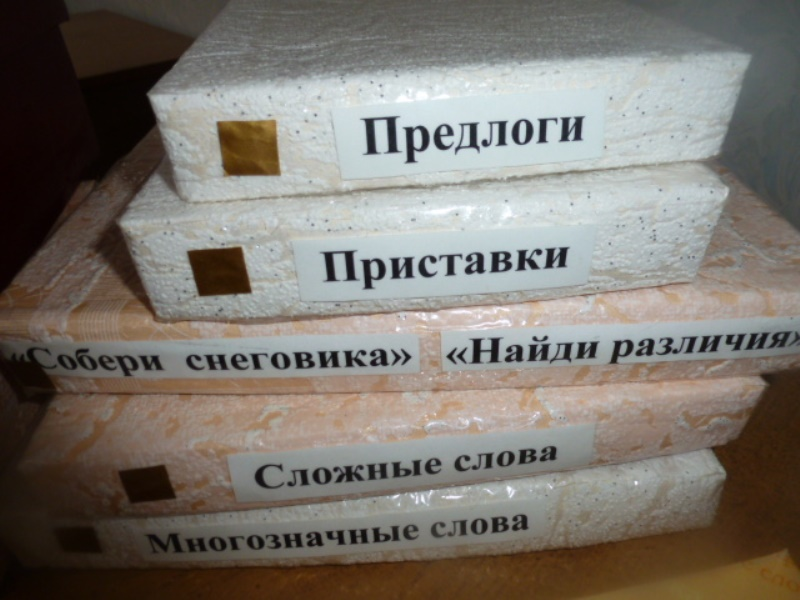 Предлоги
Приставки
«Собери снеговика» «Найди различия»
Сложные слова
Многозначные слова